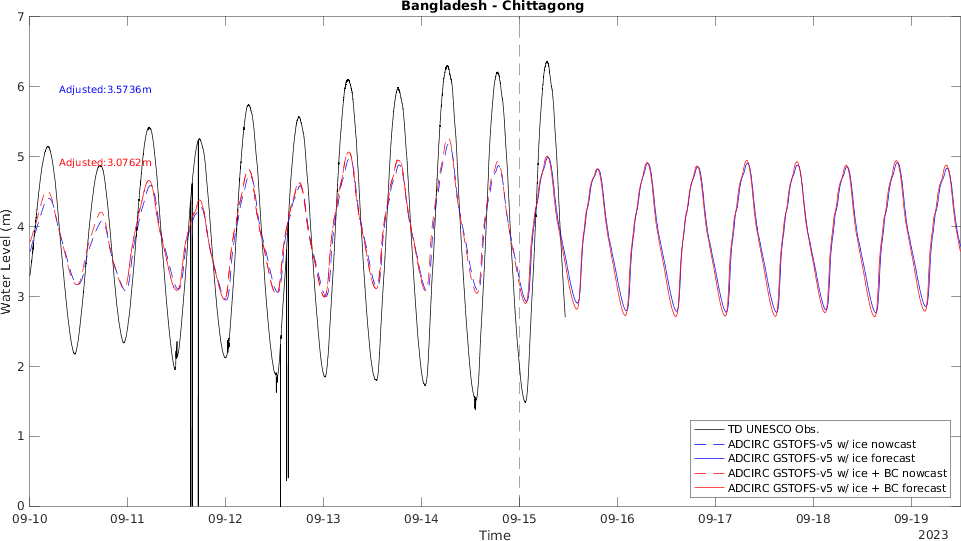 Bangladesh - Chittagong
7
6
5
4
3
2
1
0
Water Level (m)
Adjusted:3.5736m
Adjusted:3.0762m
TD UNESCO Obs.
ADCIRC GSTOFS-v5 w/ ice nowcast
ADCIRC GSTOFS-v5 w/ ice forecast
ADCIRC GSTOFS-v5 w/ ice + BC nowcast
ADCIRC GSTOFS-v5 w/ ice + BC forecast
09-10 09-11 09-12 09-13 09-14 09-15 09-16 09-17 09-18 09-19
Time
2023